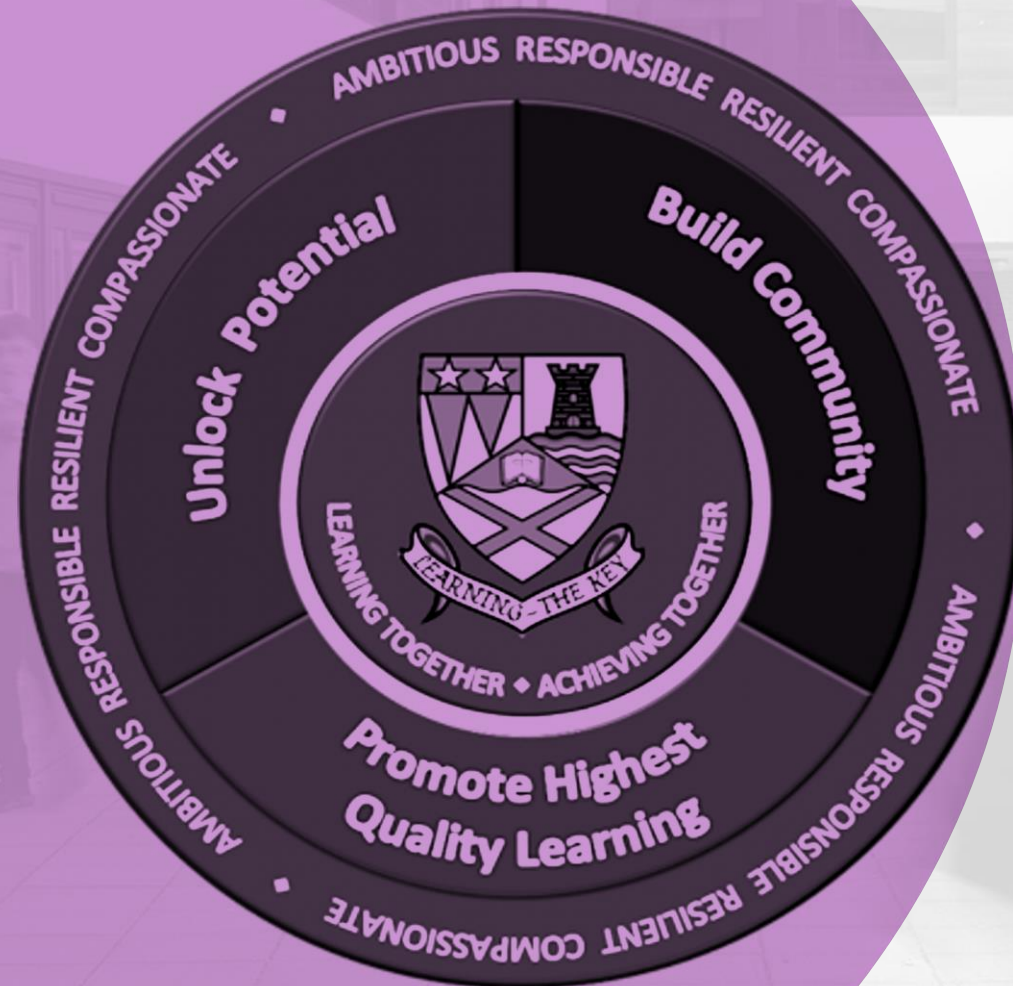 AMBITIOUS RESPONSIBLE RESILIENT COMPASSIONATE
AMBITIOUS RESPONSIBLE RESILIENT COMPASSIONATE
AMBITIOUS RESPONSIBLE RESILIENT COMPASSIONATE
Unlock Potential
Build Community
Promote Highest
Quality Learning
LEARNING - THE KEY
LEARNING TOGETHER ◆ ACHIEVING TOGETHER